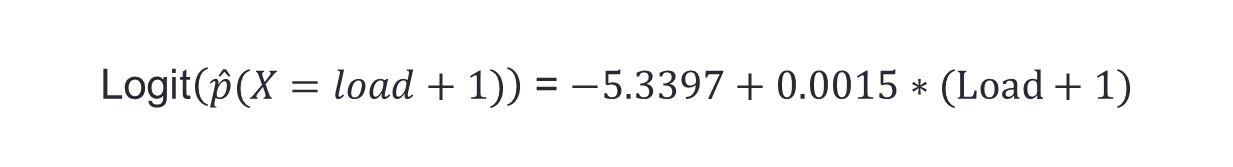 Logit(p̂(X = load + 1)) = −5.3397 + 0.0015 ∗ (Load + 1)